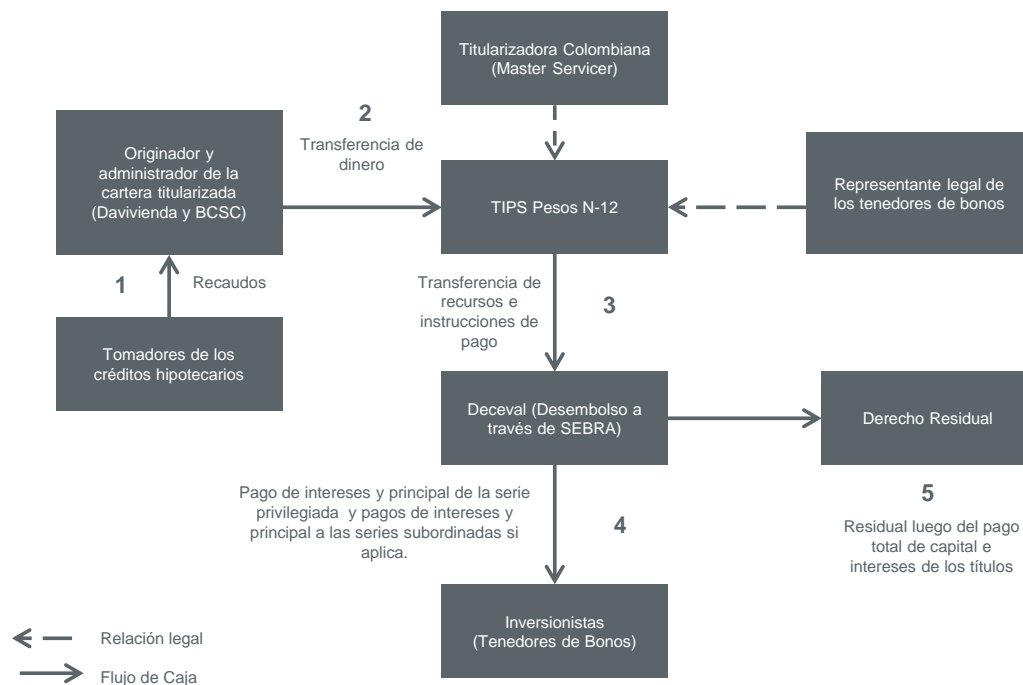 Titularizadora Colombiana
(Master Servicer)
2
Transferencia de
dinero
Originador y
administrador de la
cartera titularizada
(Davivienda y BCSC)
TIPS Pesos N-12
Representante legal de
los tenedores de bonos
1
Recaudos
Transferencia de
recursos e
instrucciones de
pago
3
Tomadores de los
créditos hipotecarios
Deceval (Desembolso a
través de SEBRA)
Derecho Residual
Pago de intereses y principal de la serie
privilegiada y pagos de intereses y
principal a las series subordinadas si
aplica.
4
5
Residual luego del pago
total de capital e
intereses de los títulos
Inversionistas
(Tenedores de Bonos)
Relación legal
Flujo de Caja